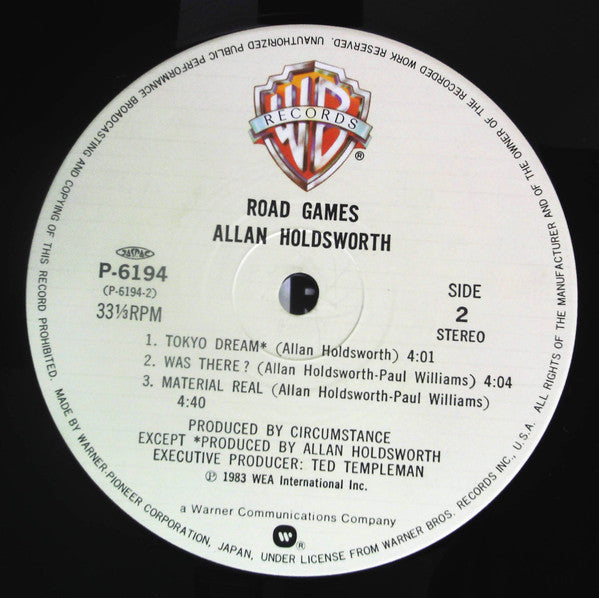 WB
RECORDS
®
ROAD GAMES
ALLAN HOLDSWORTH
JASRAC
P-6194
(P-6194-2)
33⅓RPM
SIDE
2
STEREO
1. TOKYO DREAM* (Allan Holdsworth) 4:01
2. WAS THERE? (Allan Holdsworth-Paul Williams) 4:04
3. MATERIAL REAL (Allan Holdsworth-Paul Williams)
4:40
PRODUCED BY CIRCUMSTANCE
EXCEPT *PRODUCED BY ALLAN HOLDSWORTH
EXECUTIVE PRODUCER: TED TEMPLEMAN
℗ 1983 WEA International Inc.
a Warner Communications Company
W®
MADE BY WARNER-PIONEER CORPORATION, JAPAN, UNDER LICENSE FROM WARNER BROS. RECORDS INC., U.S.A. ALL RIGHTS OF THE MANUFACTURER AND OF THE OWNER OF THE RECORDED WORK RESERVED. UNAUTHORIZED PUBLIC PERFORMANCE BROADCASTING AND COPYING OF THIS RECORD PROHIBITED.